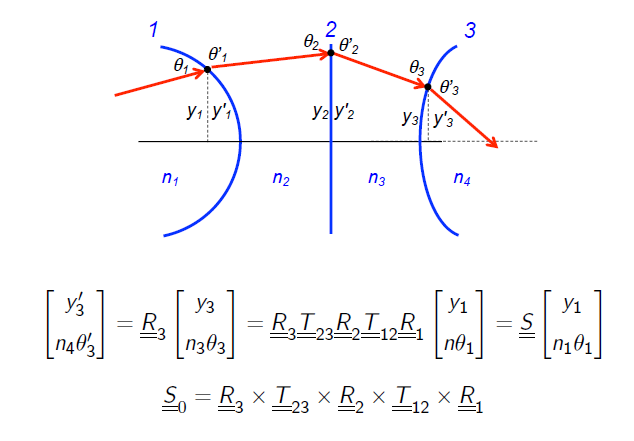 1 2 3
θ₁ θ'₁ θ₂ θ'₂ θ₃ θ'₃
y₁ y'₁ y₂ y'₂ y₃ y'₃
n₁ n₂ n₃ n₄
[y′₃ n₄θ′₃] = R₃ [y₃ n₃θ₃] = R₃T₂₃R₂T₁₂R₁ [y₁ nθ₁] = S [y₁ n₁θ₁]
S₀ = R₃ × T₂₃ × R₂ × T₁₂ × R₁